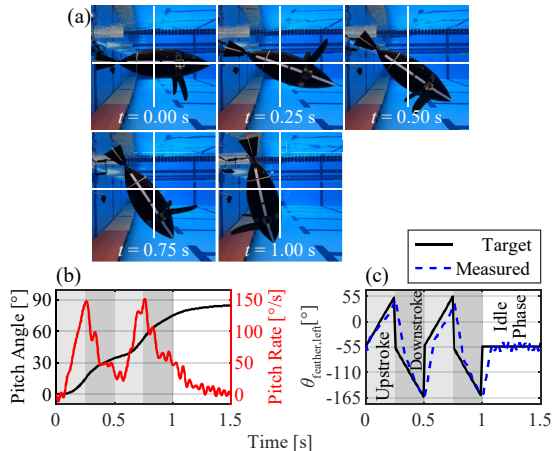 (a)
t = 0.00 s
t = 0.25 s
t = 0.50 s
t = 0.75 s
t = 1.00 s
Target
Measured
(b)
(c)
Pitch Angle [°]
90
60
30
0
150
100
50
0
Pitch Rate [°/s]
0
0.5
1
1.5
θfeather,left[°]
55
0
-55
-110
-165
Upstroke
Downstroke
Idle
Phase
0
0.5
1
1.5
Time [s]